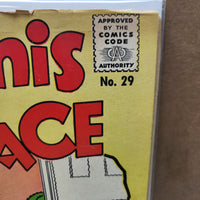 nis
APPROVED
BY THE
COMICS
CODE
CA
AUTHORITY
No. 29
ACE